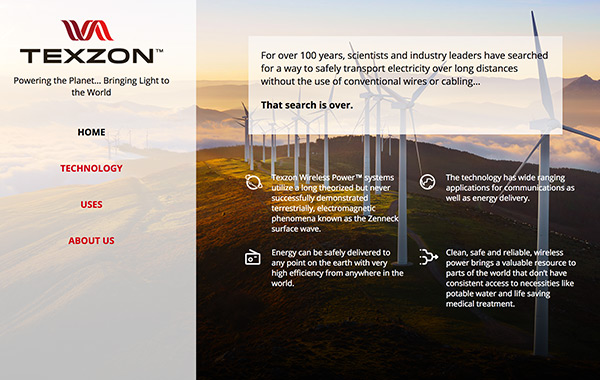 TEXZON™
Powering the Planet... Bringing Light to
the World
HOME
TECHNOLOGY
USES
ABOUT US
For over 100 years, scientists and industry leaders have searched
for a way to safely transport electricity over long distances
without the use of conventional wires or cabling...
That search is over.
Texzon Wireless Power™ systems
utilize a long theorized but never
successfully demonstrated
terrestrially, electromagnetic
phenomena known as the Zenneck
surface wave.
The technology has wide ranging
applications for communications as
well as energy delivery.
Energy can be safely delivered to
any point on the earth with very
high efficiency from anywhere in the
world.
Clean, safe and reliable, wireless
power brings a valuable resource to
parts of the world that don't have
consistent access to necessities like
potable water and life saving
medical treatment.